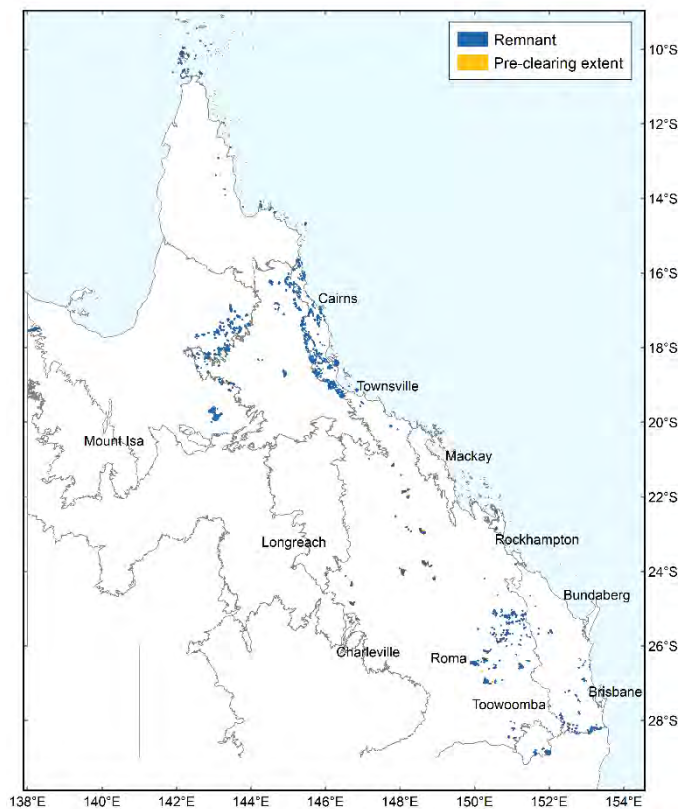 Remnant
Pre-clearing extent
10°S
12°S
14°S
16°S
Cairns
18°S
Townsville
20°S
Mount Isa
Mackay
22°S
Longreach
Rockhampton
24°S
Bundaberg
Charleville
Roma
26°S
Brisbane
Toowoomba
28°S
138°E 140°E 142°E 144°E 146°E 148°E 150°E 152°E 154°E